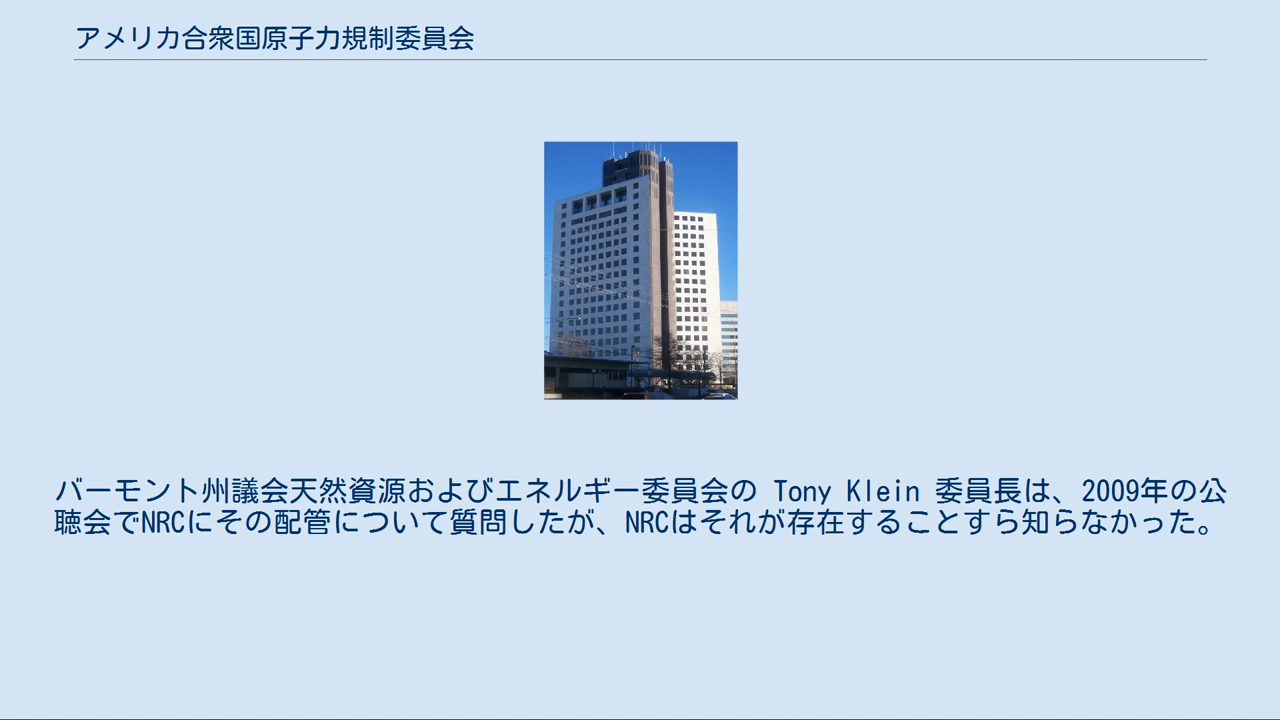 アメリカ合衆国原子力規制委員会
バーモント州議会天然資源およびエネルギー委員会の Tony Klein 委員長は、2009年の公
聴会でNRCにその配管について質問したが、NRCはそれが存在することすら知らなかった。